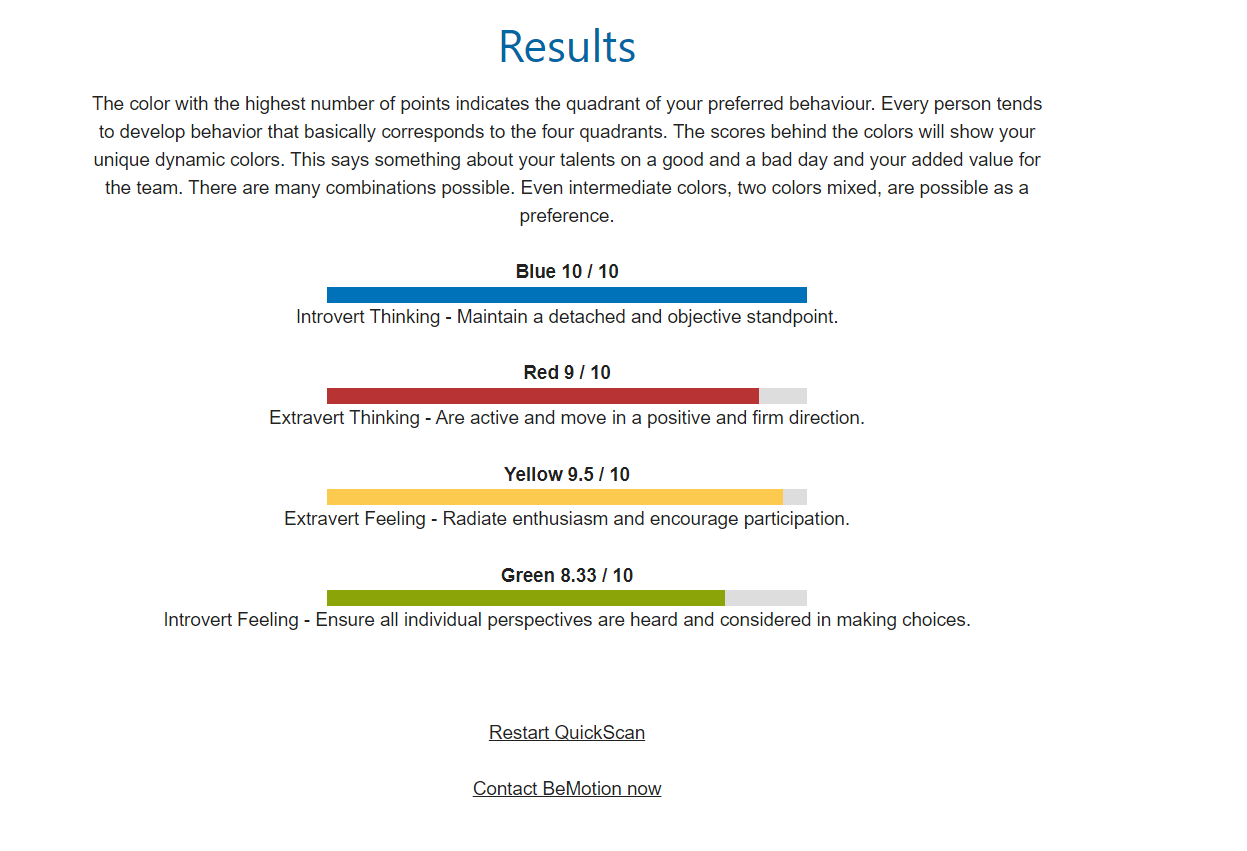 Results
The color with the highest number of points indicates the quadrant of your preferred behaviour. Every person tends
to develop behavior that basically corresponds to the four quadrants. The scores behind the colors will show your
unique dynamic colors. This says something about your talents on a good and a bad day and your added value for
the team. There are many combinations possible. Even intermediate colors, two colors mixed, are possible as a
preference.
Blue 10 / 10
Introvert Thinking - Maintain a detached and objective standpoint.
Red 9 / 10
Extravert Thinking - Are active and move in a positive and firm direction.
Yellow 9.5 / 10
Extravert Feeling - Radiate enthusiasm and encourage participation.
Green 8.33 / 10
Introvert Feeling - Ensure all individual perspectives are heard and considered in making choices.
Restart QuickScan
Contact BeMotion now